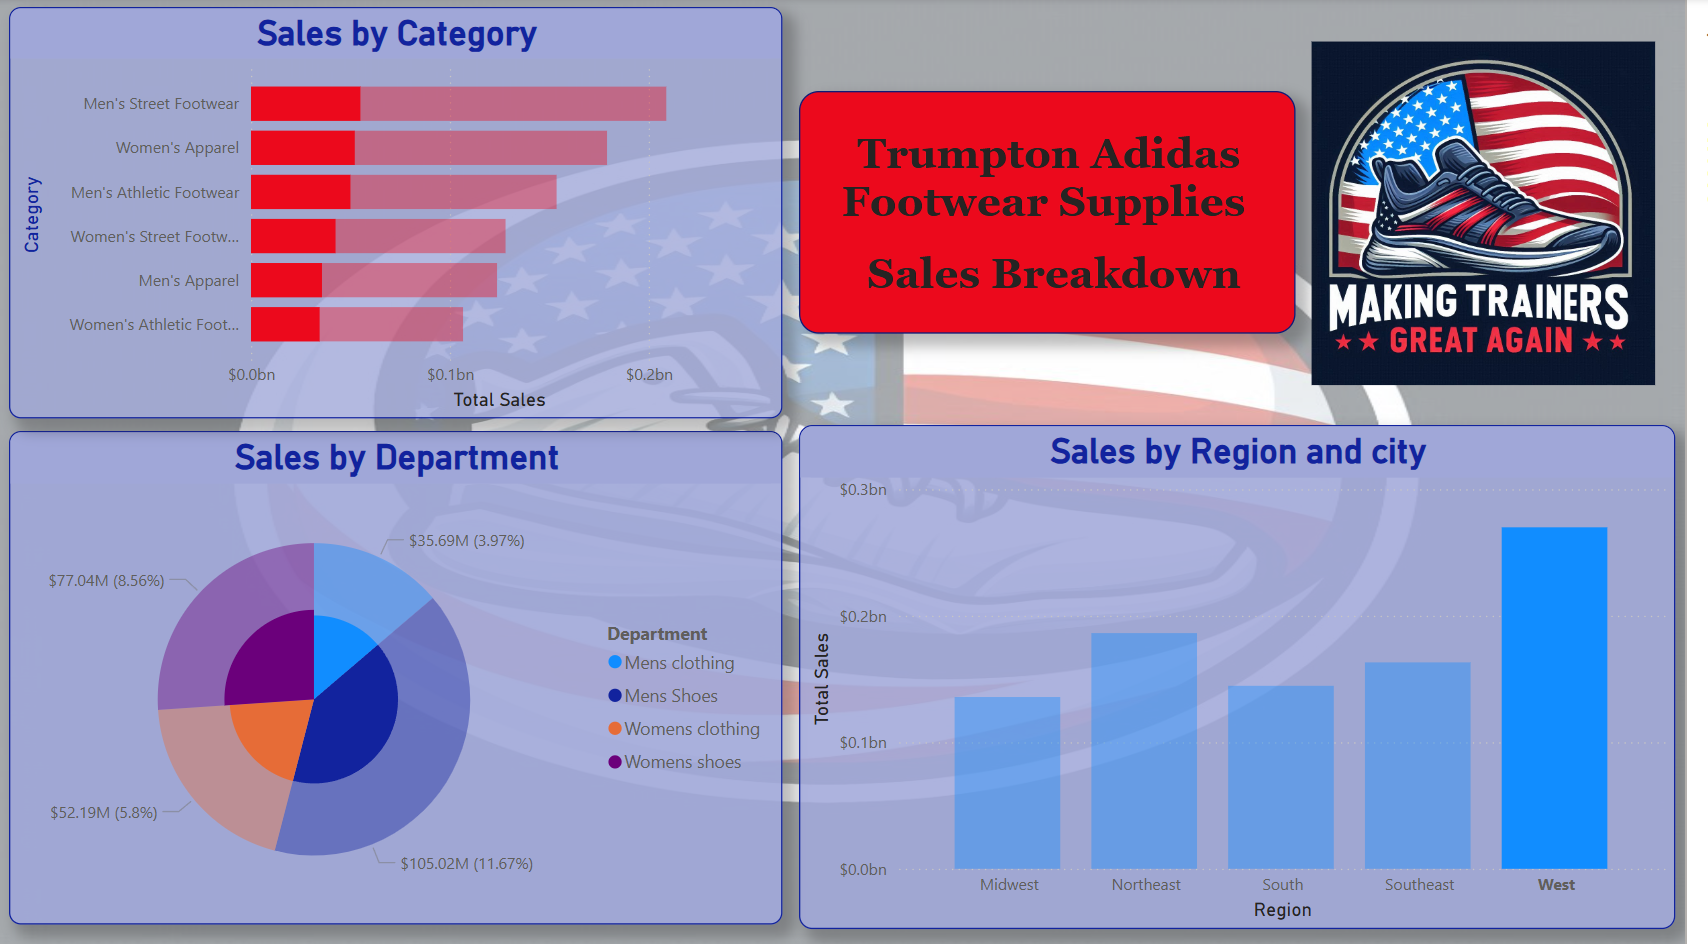 Sales by Category
Category
Men's Street Footwear
Women's Apparel
Men's Athletic Footwear
Women's Street Footw...
Men's Apparel
Women's Athletic Foot...
$0.0bn
$0.1bn
$0.2bn
Total Sales
Trumpton Adidas
Footwear Supplies
Sales Breakdown
MAKING TRAINERS
GREAT AGAIN
Sales by Department
$35.69M (3.97%)
$77.04M (8.56%)
$52.19M (5.8%)
$105.02M (11.67%)
Department
Mens clothing
Mens Shoes
Womens clothing
Womens shoes
Sales by Region and city
Total Sales
$0.3bn
$0.2bn
$0.1bn
$0.0bn
Midwest
Northeast
South
Southeast
West
Region